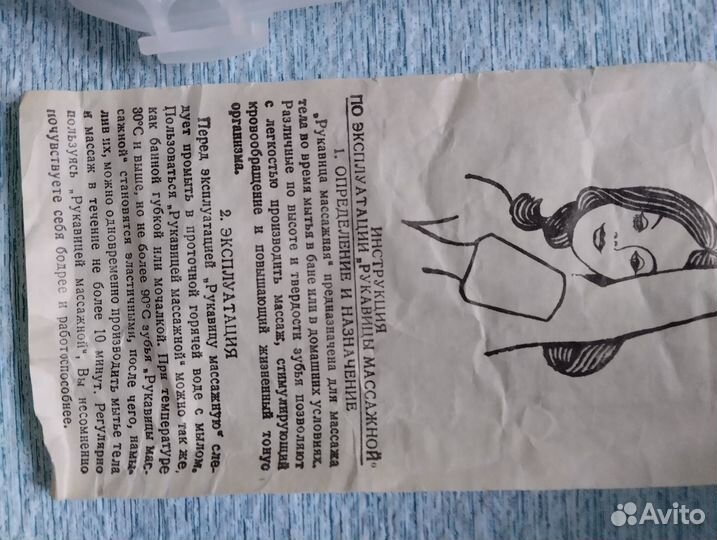 ИНСТРУКЦИЯ
ПО ЭКСПЛУАТАЦИИ „РУКАВИЦЫ МАССАЖНОЙ“
1. ОПРЕДЕЛЕНИЕ И НАЗНАЧЕНИЕ
„Рукавица массажная“ предназначена для массажа
тела во время мытья в бане или в домашних условиях.
Различные по высоте и твердости зубья позволяют
с легкостью производить массаж, стимулирующий
кровообращение и повышающий жизненный тонус
организма.
2. ЭКСПЛУАТАЦИЯ
Перед эксплуатацией „Рукавицу массажную“ сле-
дует промыть в проточной горячей воде с мылом.
Пользоваться „Рукавицей массажной“ можно так же,
как банной губкой или мочалкой. При температуре
30°С и выше, но не более 90°С зубья „Рукавицы мас-
сажной“ становятся эластичными, после чего, намы-
лив их, можно одновременно производить мытье тела
и массаж в течение не более 10 минут. Регулярно
пользуясь „Рукавицей массажной“, Вы несомненно
почувствуете себя бодрее и работоспособнее.
Avito